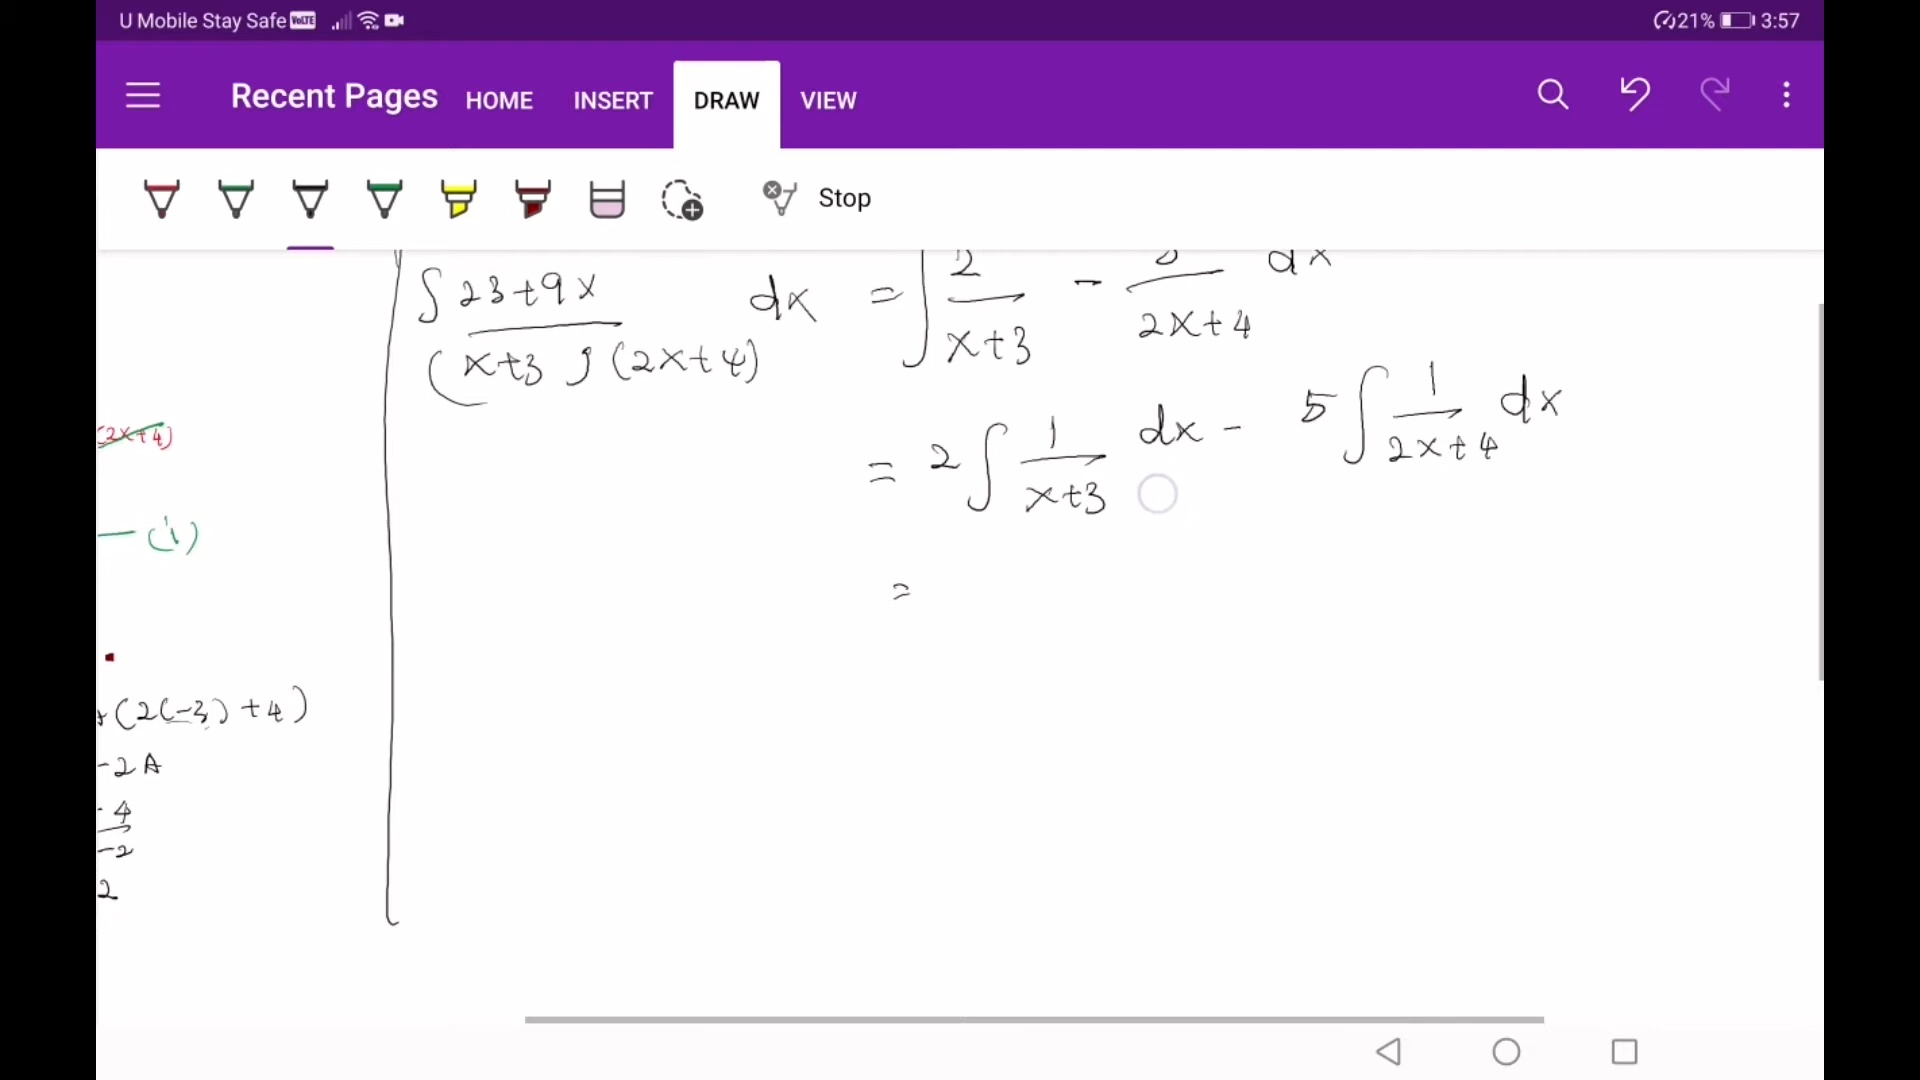 U Mobile Stay Safe VoLTE 21% 3:57
Recent Pages HOME INSERT DRAW VIEW
Stop
∫ 23+9x / (x+3)(2x+4) dx = ∫ 2 / x+3 - 5 / 2x+4 dx
= 2 ∫ 1 / x+3 dx - 5 ∫ 1 / 2x+4 dx
=
(2x+4)
— (1)
(2(-3)+4)
-2A
-4
-2
2